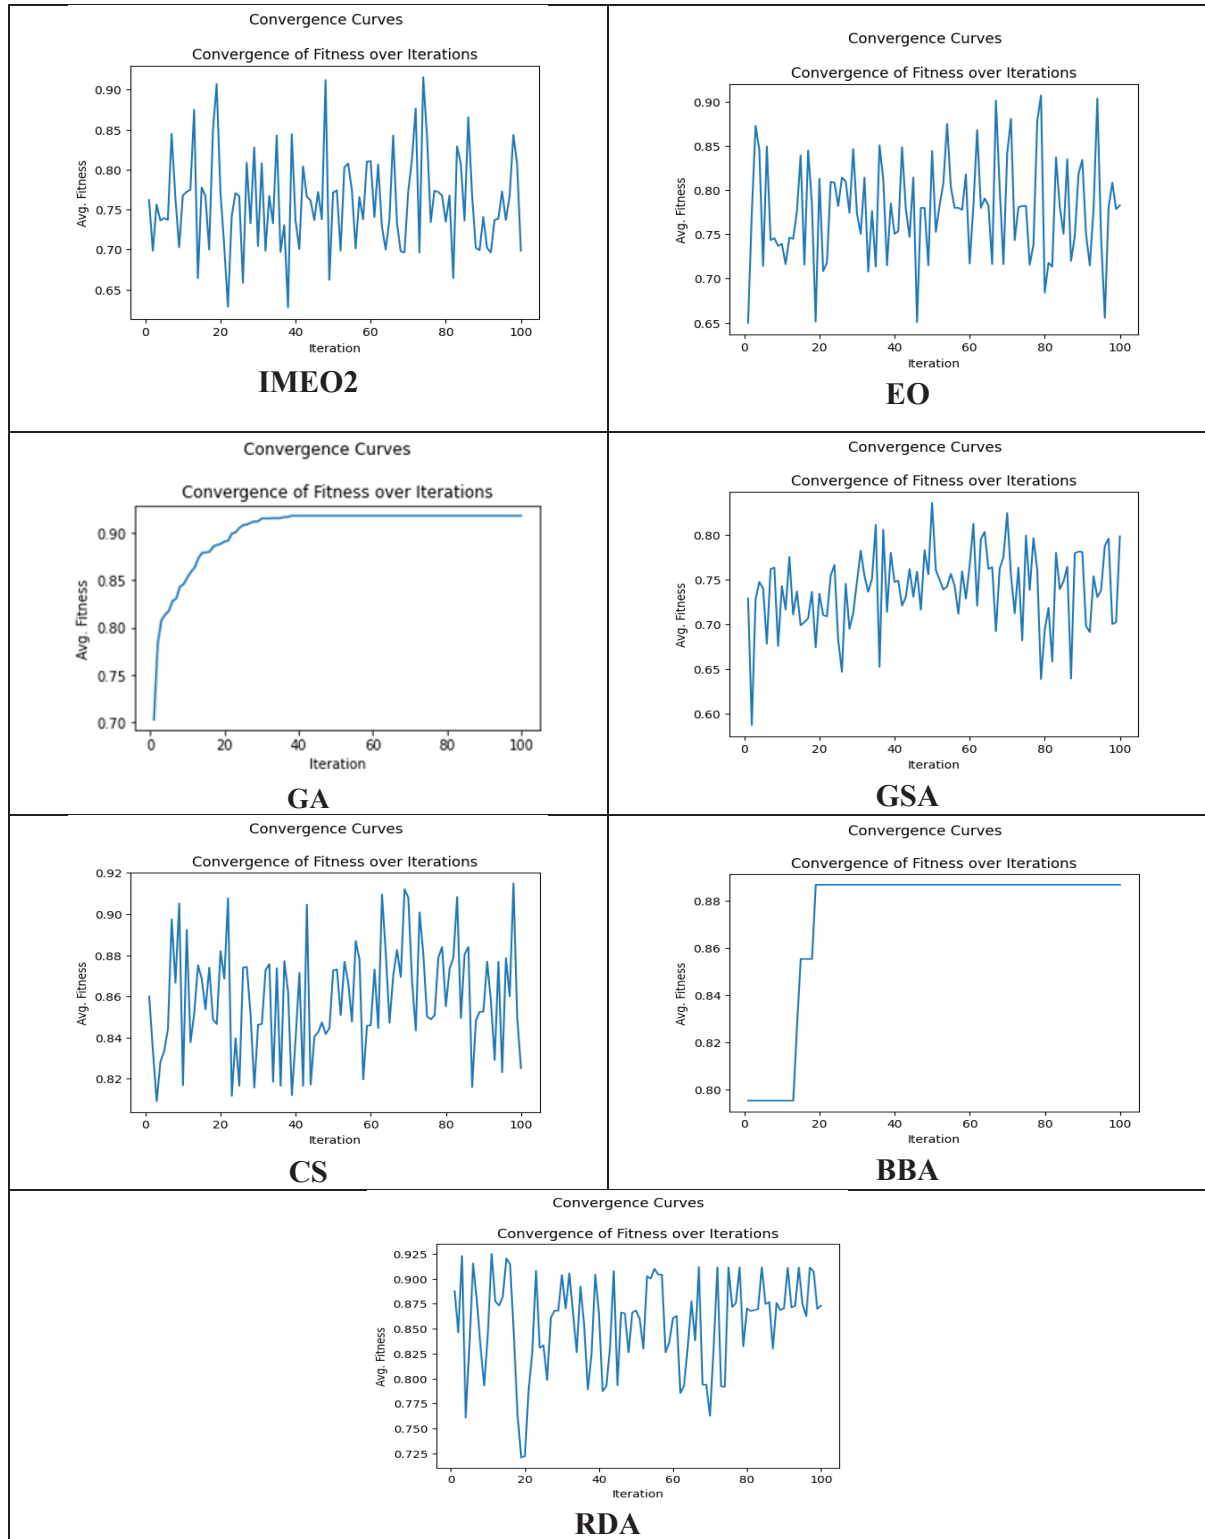 Convergence Curves
Convergence of Fitness over Iterations
0.90
0.85
0.80
0.75
0.70
0.65
Avg. Fitness
0 20 40 60 80 100
Iteration
IMEO2
Convergence Curves
Convergence of Fitness over Iterations
0.90
0.85
0.80
0.75
0.70
0.65
Avg. Fitness
0 20 40 60 80 100
Iteration
EO
Convergence Curves
Convergence of Fitness over Iterations
0.90
0.85
0.80
0.75
0.70
Avg. Fitness
0 20 40 60 80 100
Iteration
GA
Convergence Curves
Convergence of Fitness over Iterations
0.80
0.75
0.70
0.65
0.60
Avg. Fitness
0 20 40 60 80 100
Iteration
GSA
Convergence Curves
Convergence of Fitness over Iterations
0.92
0.90
0.88
0.86
0.84
0.82
Avg. Fitness
0 20 40 60 80 100
Iteration
CS
Convergence Curves
Convergence of Fitness over Iterations
0.88
0.86
0.84
0.82
0.80
Avg. Fitness
0 20 40 60 80 100
Iteration
BBA
Convergence Curves
Convergence of Fitness over Iterations
0.925
0.900
0.875
0.850
0.825
0.800
0.775
0.750
0.725
Avg. Fitness
0 20 40 60 80 100
Iteration
RDA